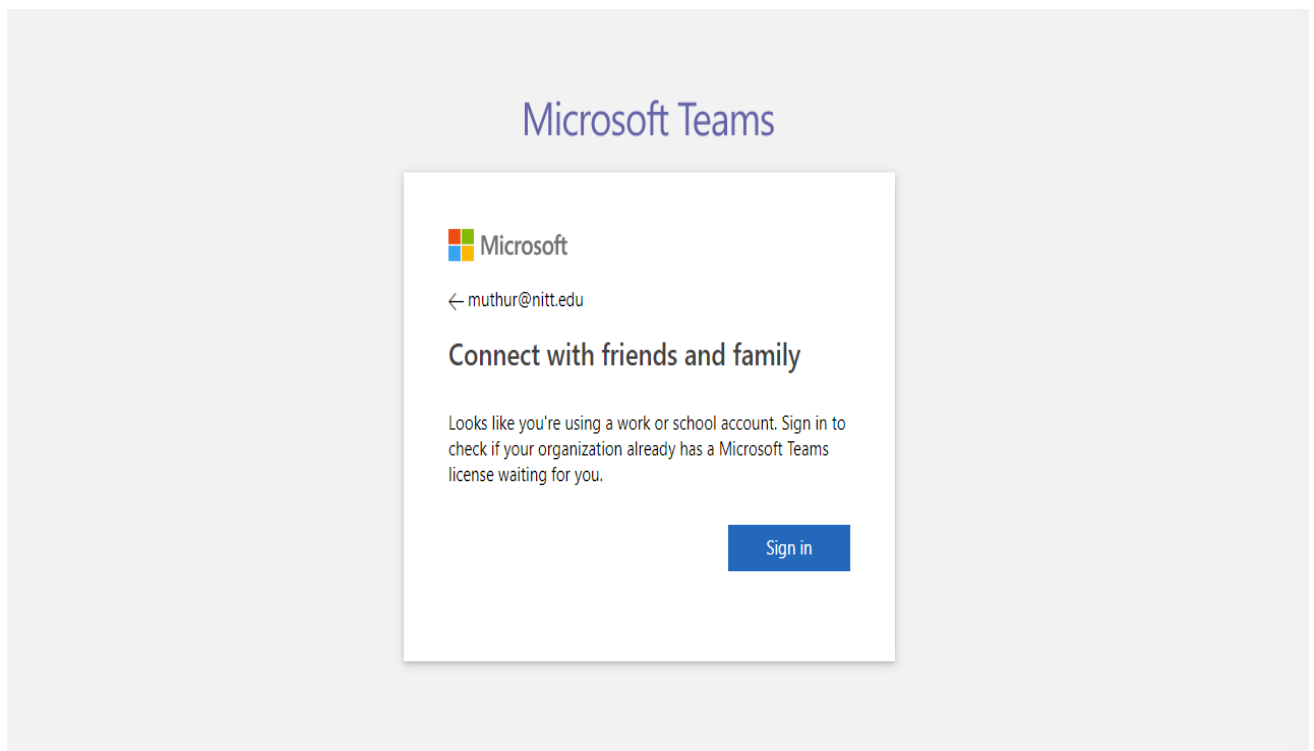 Microsoft Teams
Microsoft
← muthur@nitt.edu
Connect with friends and family
Looks like you're using a work or school account. Sign in to
check if your organization already has a Microsoft Teams
license waiting for you.
Sign in